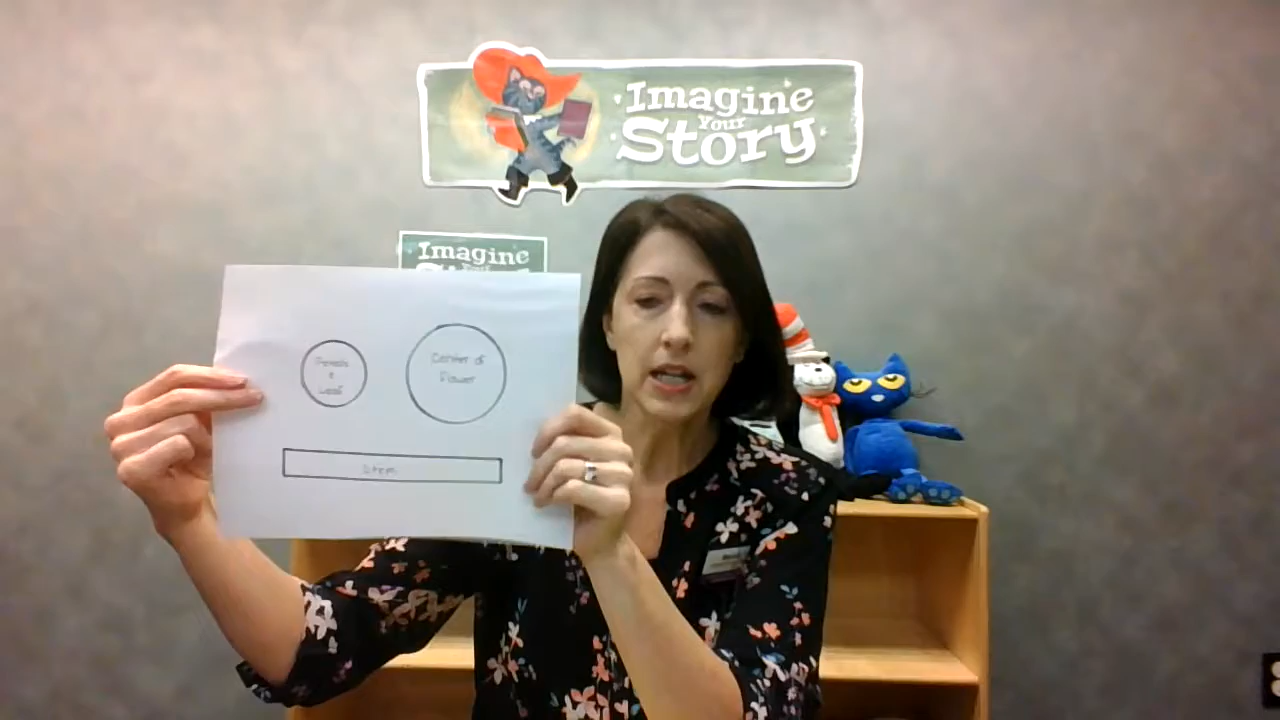 Imagine
Your
Story
Imagine
Petals
&
Leaf
Center of
Flower
Stem